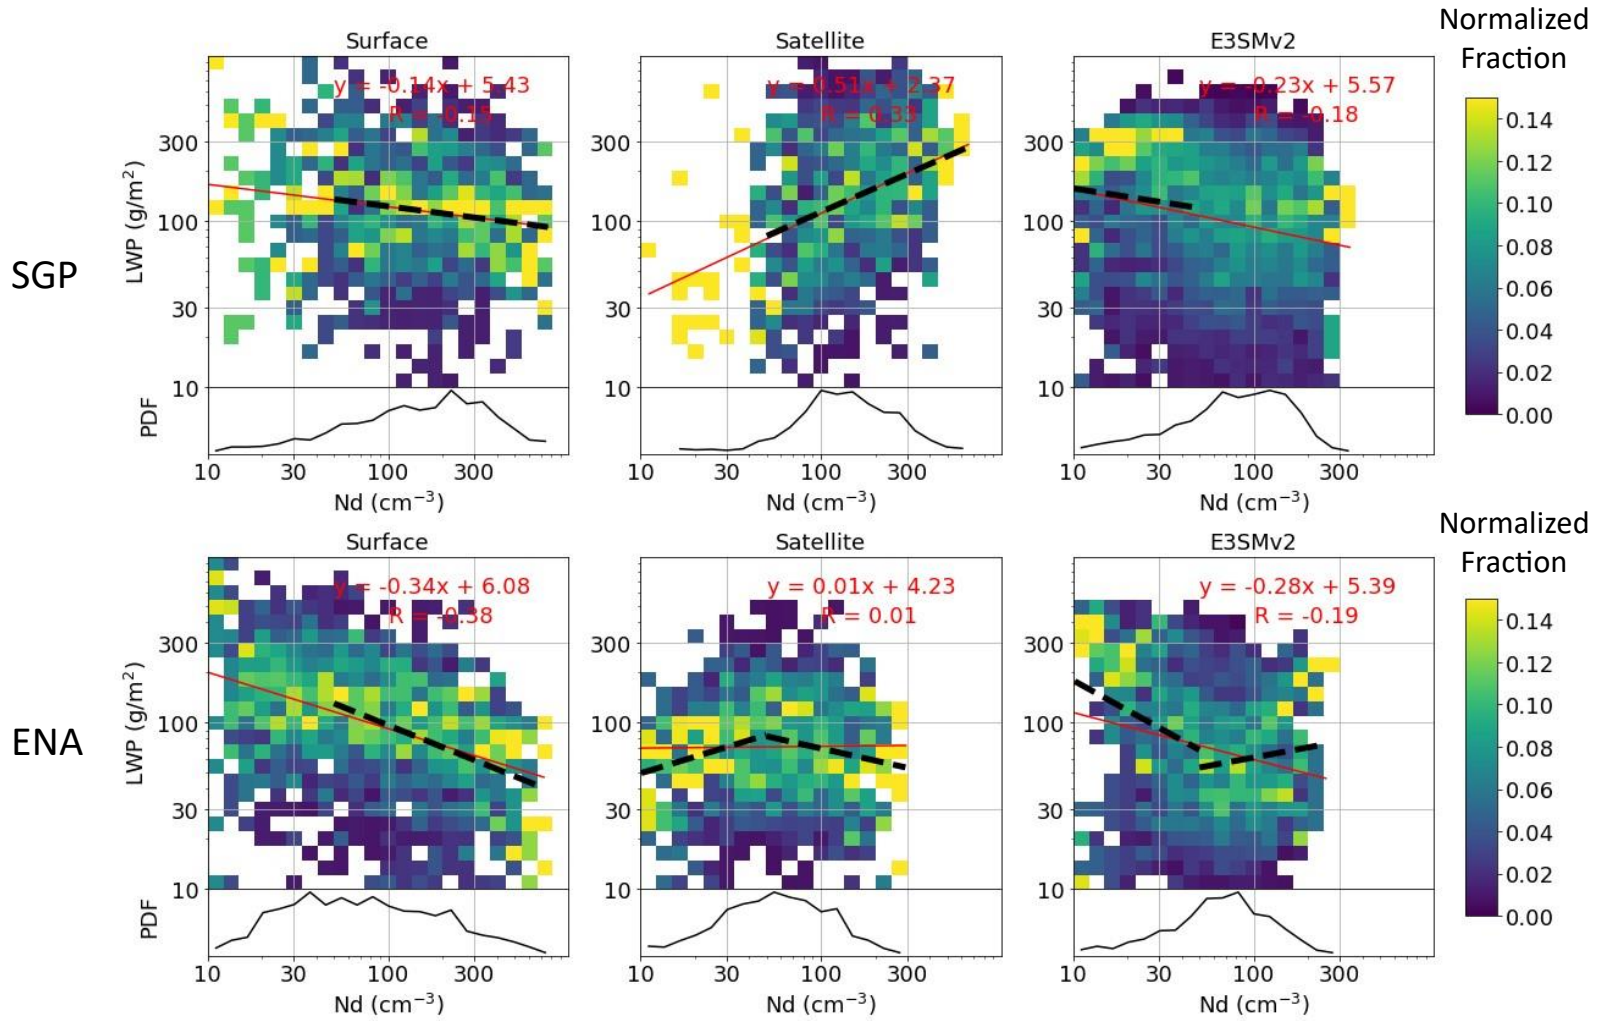 Normalized
Fraction
Surface
Satellite
E3SMv2
y = -0.14x + 5.43
R = -0.15
y = 0.51x + 2.37
R = 0.33
y = -0.23x + 5.57
R = -0.18
SGP
LWP (g/m²)
300
100
30
10
300
100
30
10
300
100
30
10
0.14
0.12
0.10
0.08
0.06
0.04
0.02
0.00
PDF
10 30 100 300
10 30 100 300
10 30 100 300
Nd (cm⁻³)
Nd (cm⁻³)
Nd (cm⁻³)
Normalized
Fraction
Surface
Satellite
E3SMv2
y = -0.34x + 6.08
R = -0.38
y = 0.01x + 4.23
R = 0.01
y = -0.28x + 5.39
R = -0.19
ENA
LWP (g/m²)
300
100
30
10
300
100
30
10
300
100
30
10
0.14
0.12
0.10
0.08
0.06
0.04
0.02
0.00
PDF
10 30 100 300
10 30 100 300
10 30 100 300
Nd (cm⁻³)
Nd (cm⁻³)
Nd (cm⁻³)